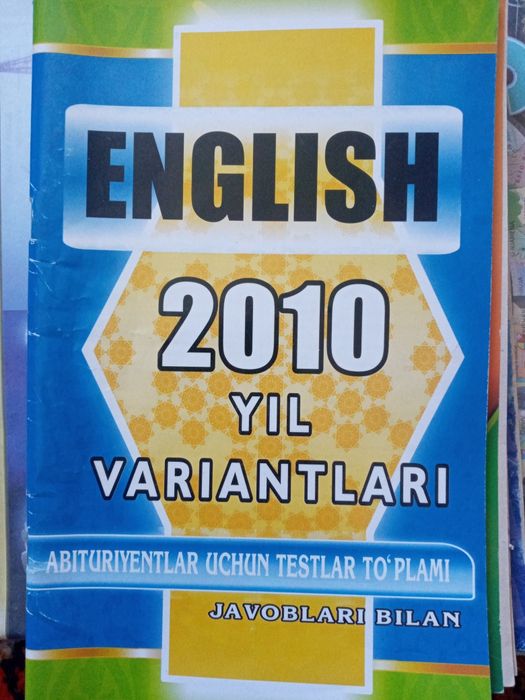 ENGLISH
2010
YIL
VARIANTLARI
ABITURIYENTLAR UCHUN TESTLAR TO‘PLAMI
JAVOBLARI BILAN